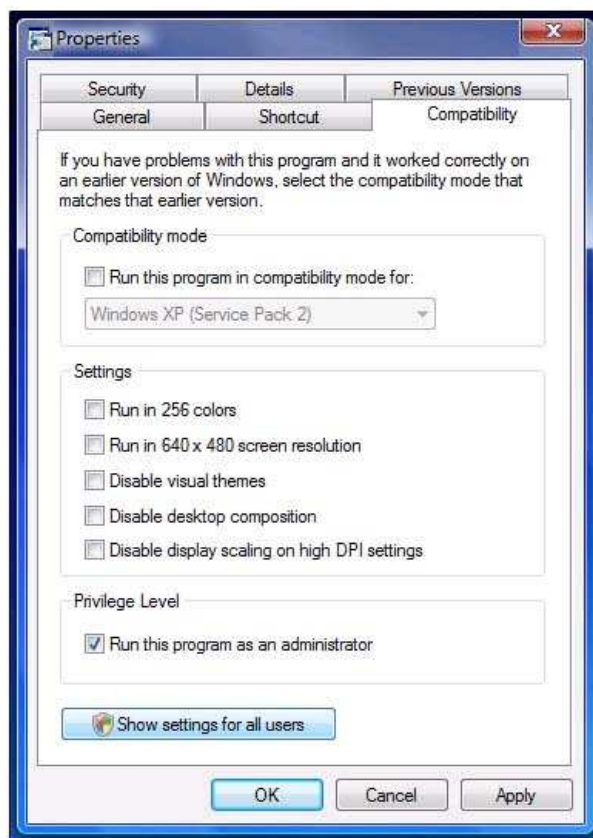 Properties
Security Details Previous Versions
General Shortcut Compatibility
If you have problems with this program and it worked correctly on
an earlier version of Windows, select the compatibility mode that
matches that earlier version.
Compatibility mode
Run this program in compatibility mode for:
Windows XP (Service Pack 2)
Settings
Run in 256 colors
Run in 640 x 480 screen resolution
Disable visual themes
Disable desktop composition
Disable display scaling on high DPI settings
Privilege Level
Run this program as an administrator
Show settings for all users
OK Cancel Apply